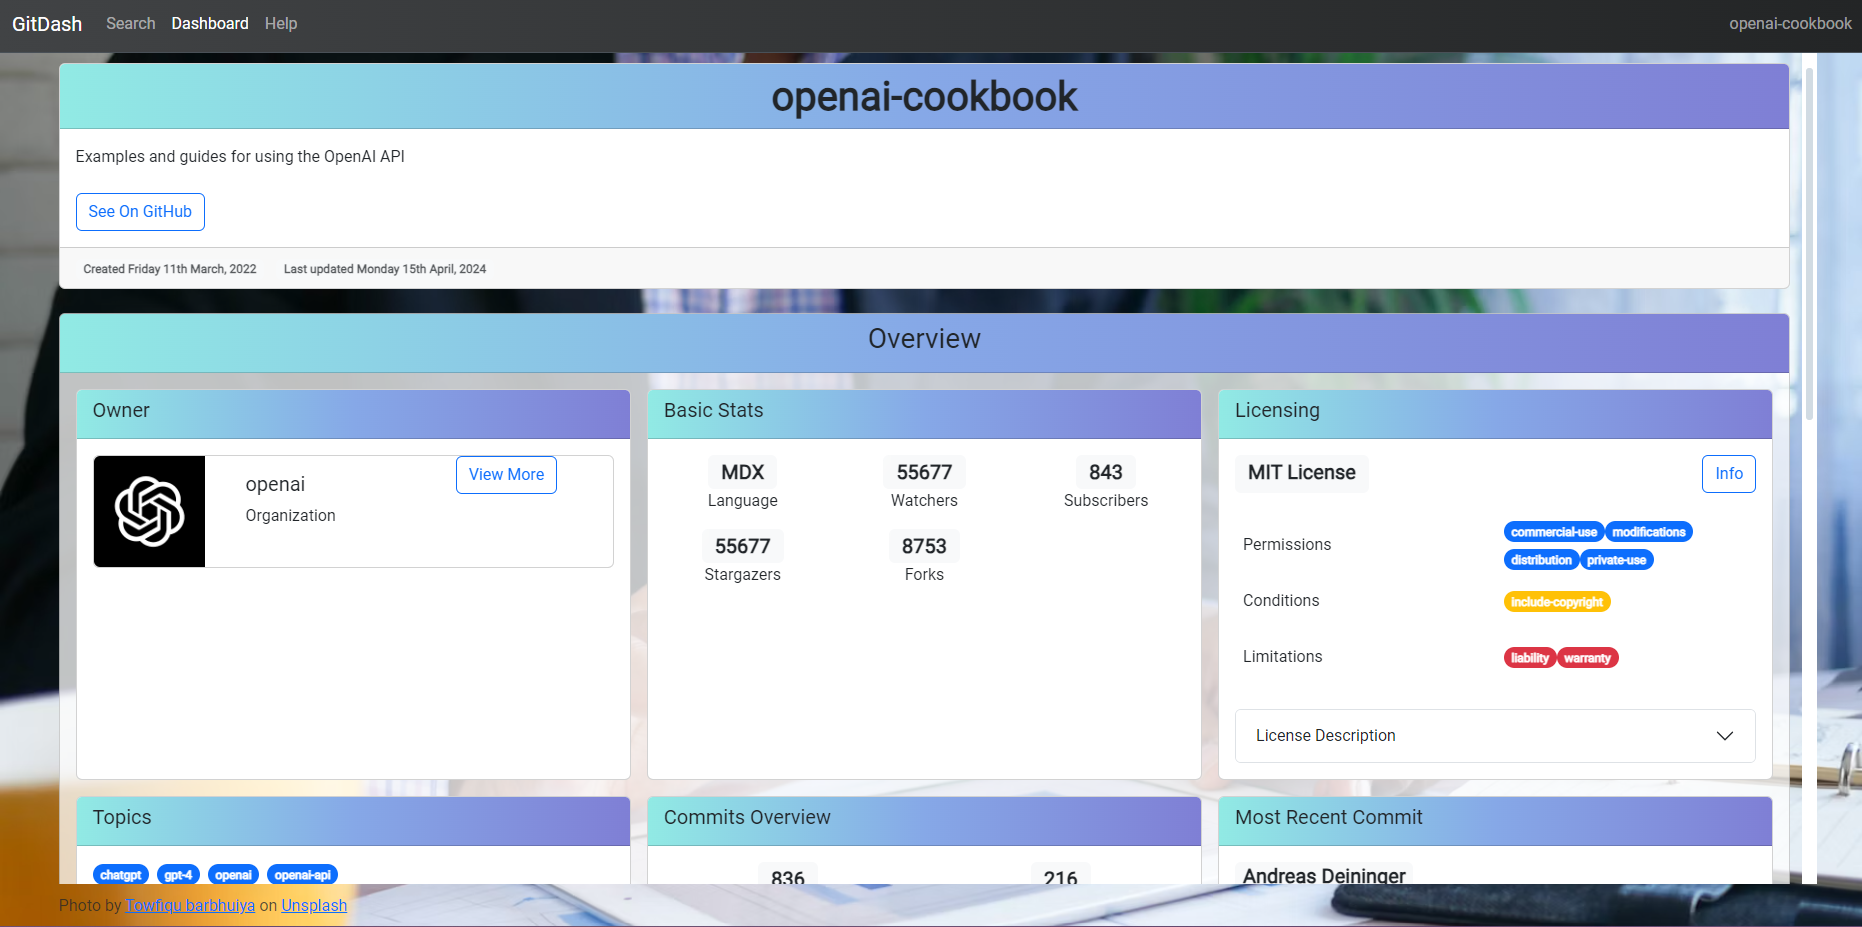 GitDash Search Dashboard Help openai-cookbook
openai-cookbook
Examples and guides for using the OpenAI API
See On GitHub
Created Friday 11th March, 2022 Last updated Monday 15th April, 2024
Overview
Owner
openai
Organization
View More
Basic Stats
MDX
Language
55677
Watchers
843
Subscribers
55677
Stargazers
8753
Forks
Licensing
MIT License
Info
Permissions
commercial-use modifications
distribution private-use
Conditions
include-copyright
Limitations
liability warranty
License Description
Topics
chatgpt gpt-4 openai openai-api
Commits Overview
836 216
Most Recent Commit
Andreas Deininger
Photo by Towfiqu barbhuiya on Unsplash